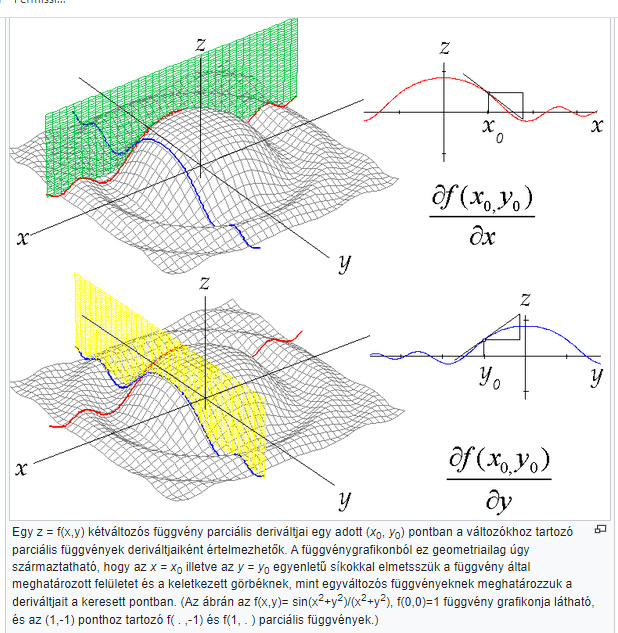 Permissi...
z
x
y
z
x₀
x
∂f(x₀,y₀)
∂x
z
x
y
z
y₀
y
∂f(x₀,y₀)
∂y
Egy z = f(x,y) kétváltozós függvény parciális deriváltjai egy adott (x₀, y₀) pontban a változókhoz tartozó
parciális függvények deriváltjaiként értelmezhetők. A függvénygrafikonból ez geometriailag úgy
származtatható, hogy az x = x₀ illetve az y = y₀ egyenletű síkokkal elmetsszük a függvény által
meghatározott felületet és a keletkezett görbéknek, mint egyváltozós függvényeknek meghatározzuk a
deriváltját a keresett pontban. (Az ábrán az f(x,y)= sin(x²+y²)/(x²+y²), f(0,0)=1 függvény grafikonja látható,
és az (1,-1) ponthoz tartozó f( . ,-1) és f(1, . ) parciális függvények.)